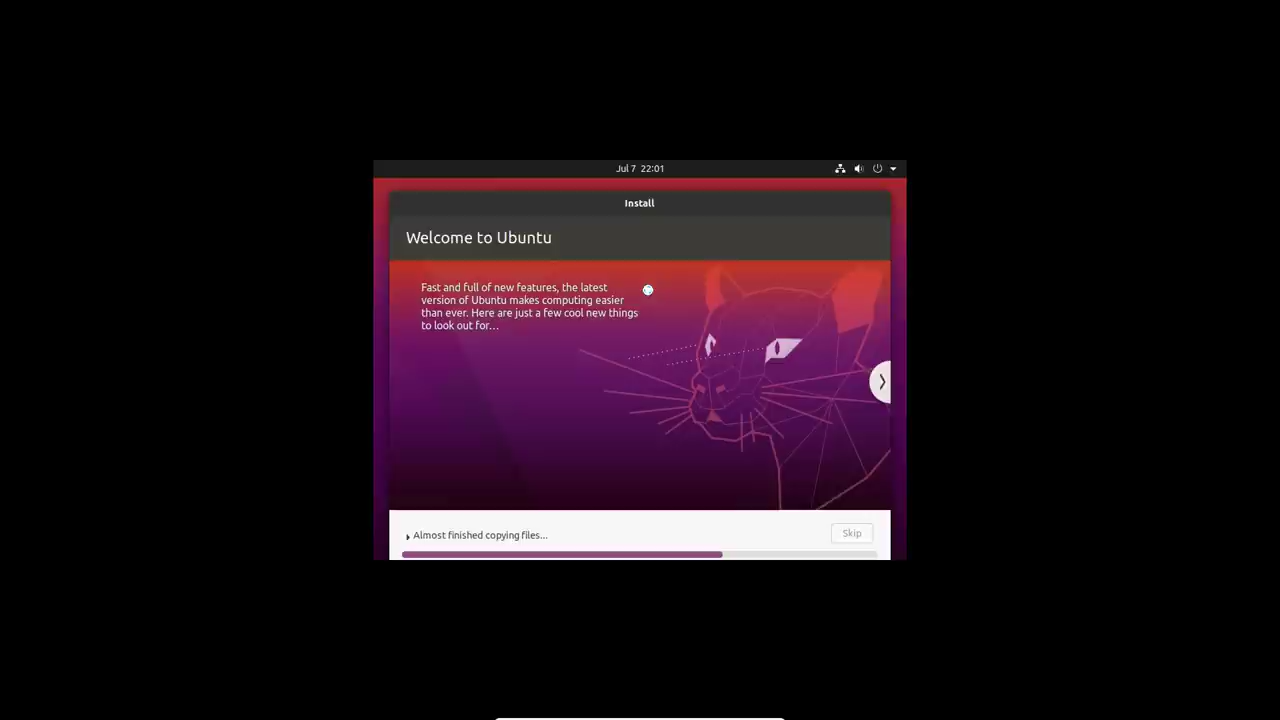 Jul 7 22:01
Install
Welcome to Ubuntu
Fast and full of new features, the latest
version of Ubuntu makes computing easier
than ever. Here are just a few cool new things
to look out for...
Almost finished copying files...
Skip